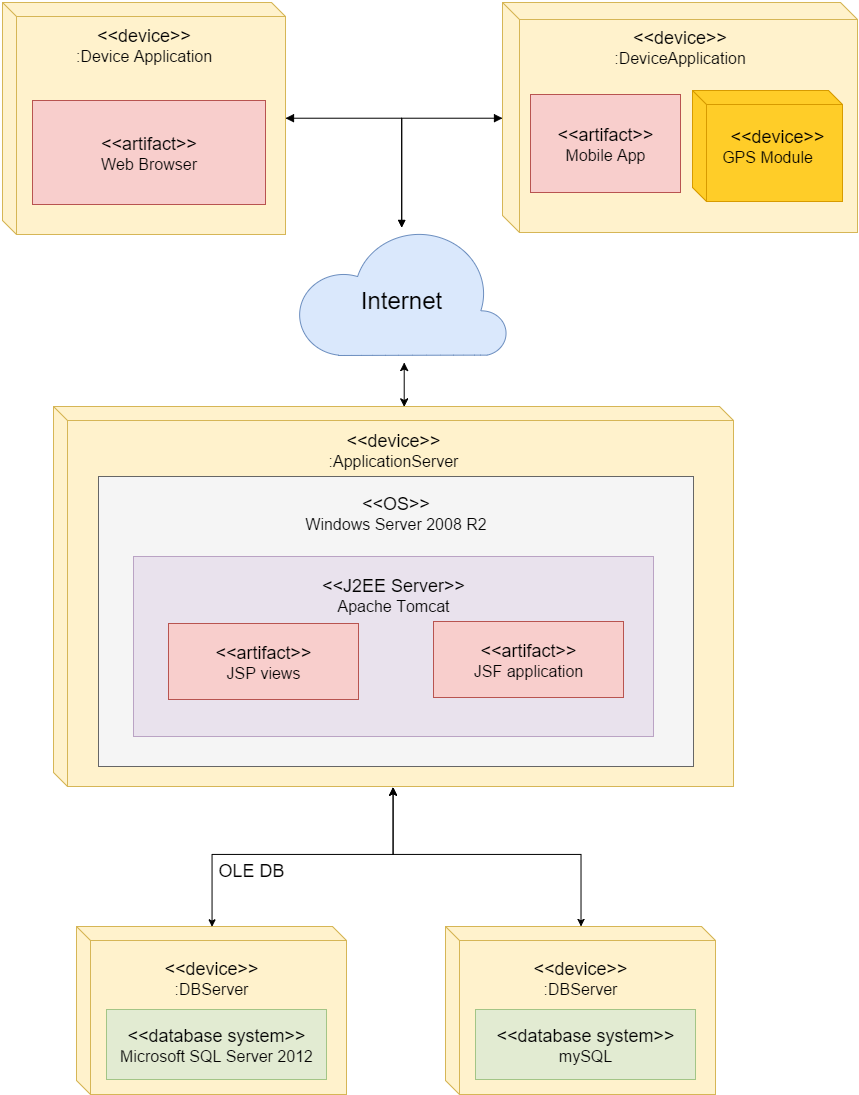 <<device>>
:Device Application
<<artifact>>
Web Browser
<<device>>
:DeviceApplication
<<artifact>>
Mobile App
<<device>>
GPS Module
Internet
<<device>>
:ApplicationServer
<<OS>>
Windows Server 2008 R2
<<J2EE Server>>
Apache Tomcat
<<artifact>>
JSP views
<<artifact>>
JSF application
OLE DB
<<device>>
:DBServer
<<database system>>
Microsoft SQL Server 2012
<<device>>
:DBServer
<<database system>>
mySQL